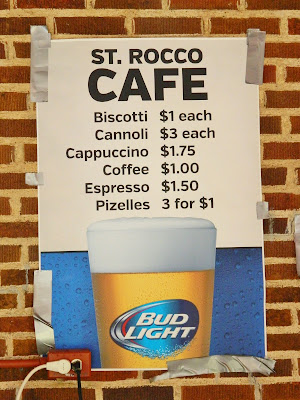 ST. ROCCO
CAFE
Biscotti $1 each
Cannoli $3 each
Cappuccino $1.75
Coffee $1.00
Espresso $1.50
Pizelles 3 for $1
BUD
LIGHT